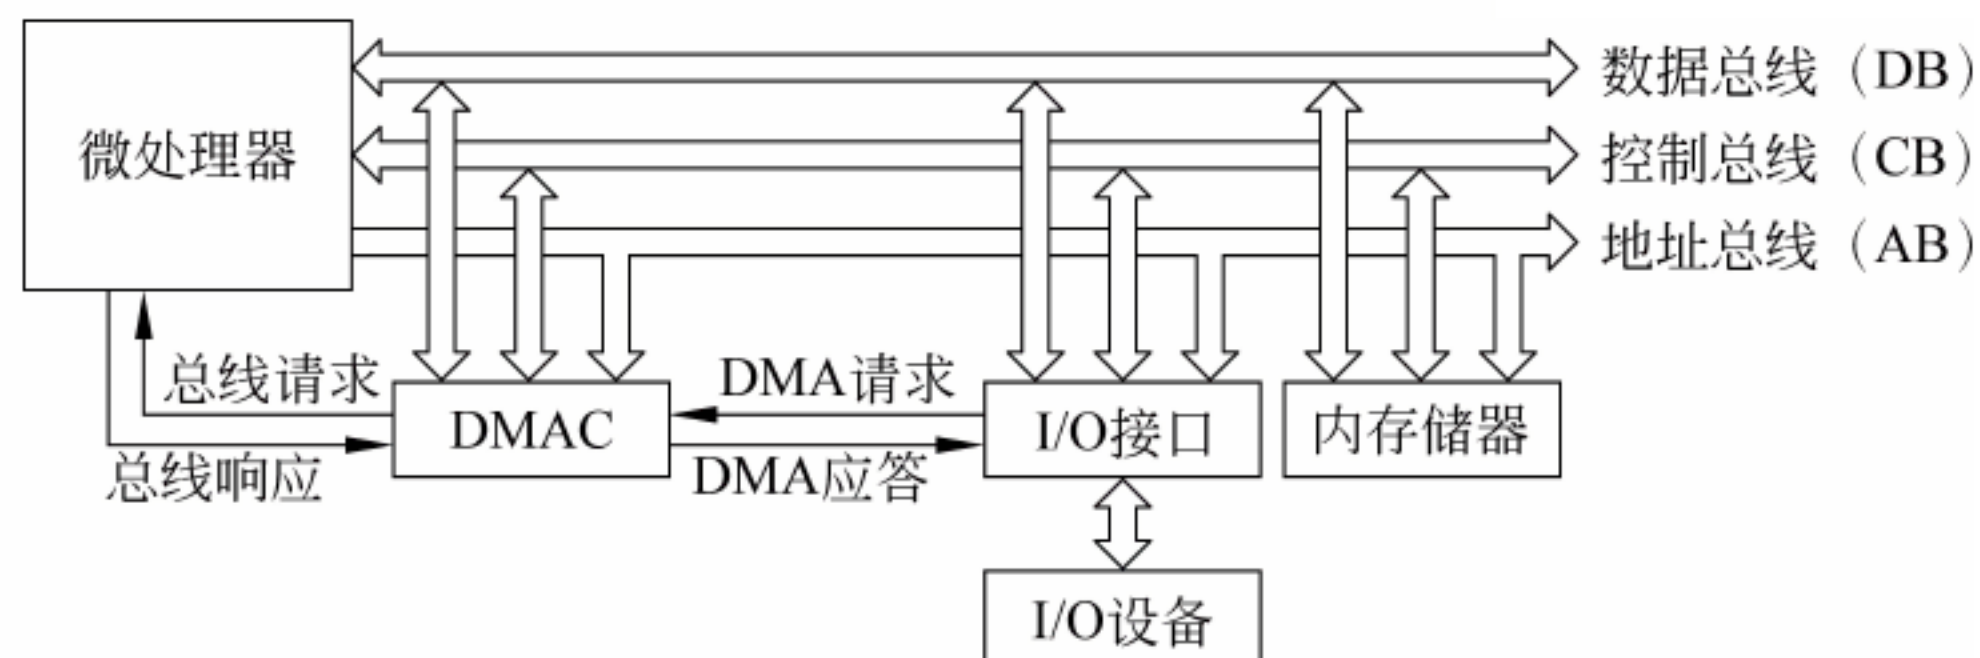 数据总线（DB）
微处理器
控制总线（CB）
地址总线（AB）
总线请求
DMA请求
DMAC
I/O接口
内存储器
总线响应
DMA应答
I/O设备